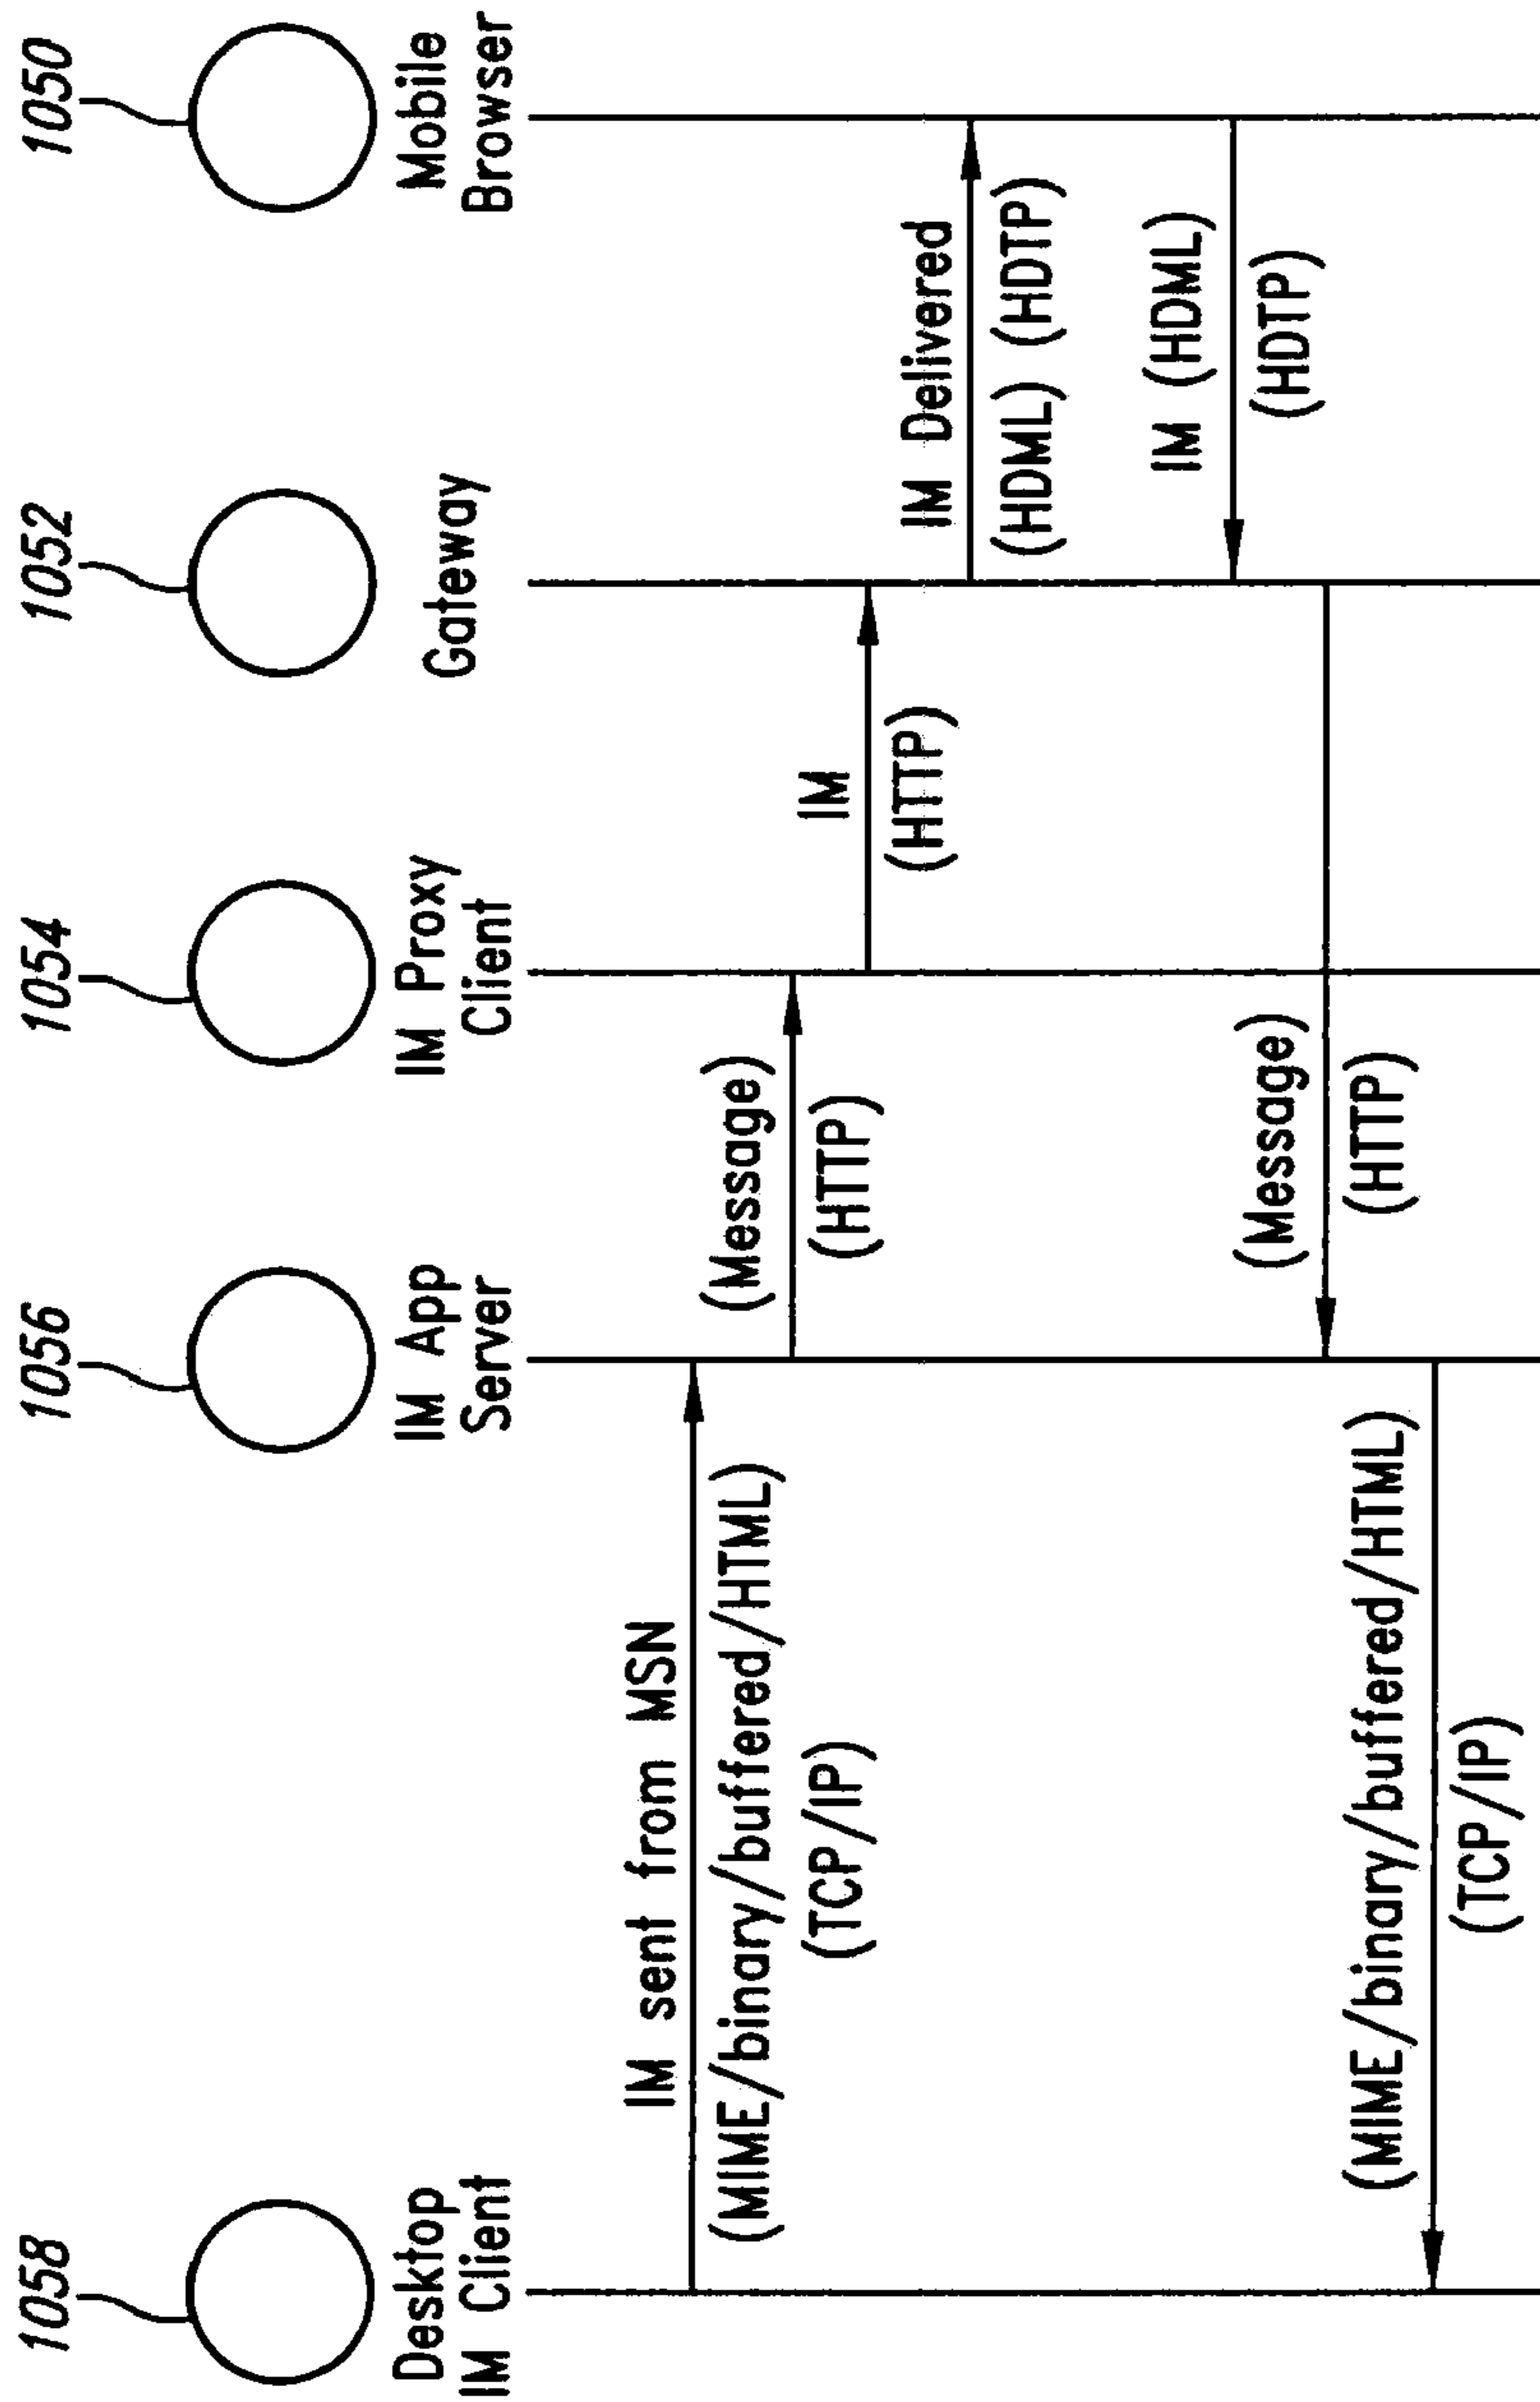 1058
1056
1054
1052
1050
Desktop
IM Client
IM App
Server
IM Proxy
Client
Gateway
Mobile
Browser
IM sent from MSN
(MIME/binary/buffered/HTML)
(TCP/IP)
(Message)
(HTTP)
IM
(HTTP)
IM Delivered
(HDML) (HDTP)
IM (HDML)
(HDTP)
(Message)
(HTTP)
(MIME/binary/buffered/HTML)
(TCP/IP)